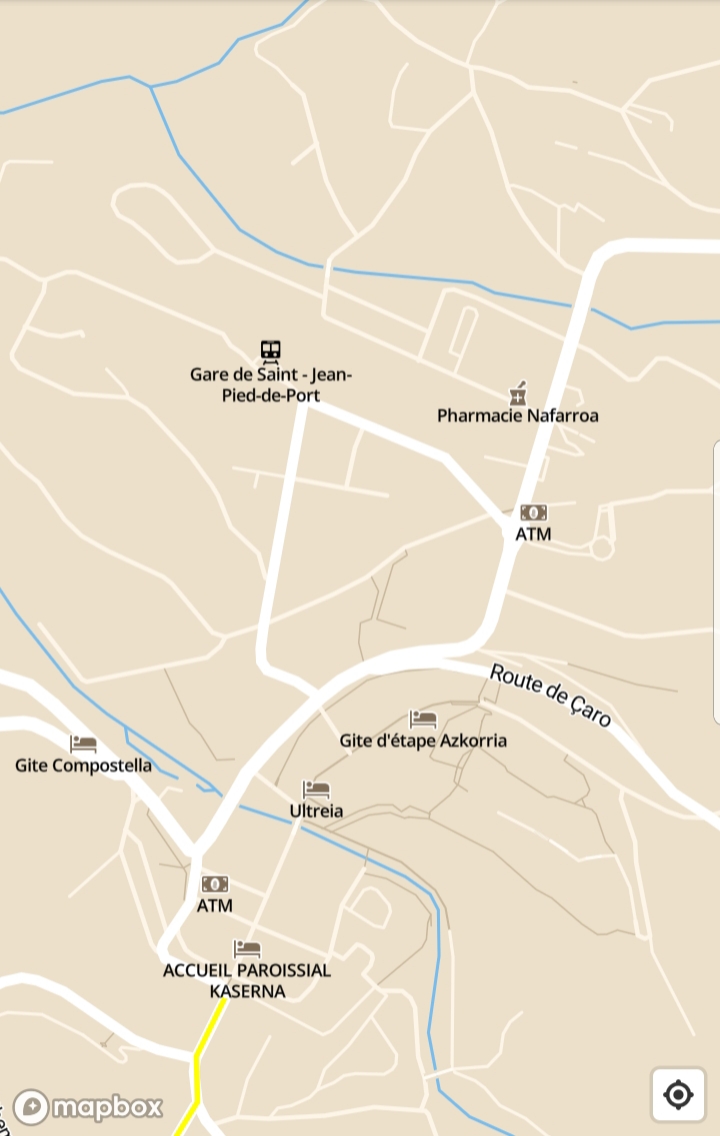 Gare de Saint - Jean-
Pied-de-Port
Pharmacie Nafarroa
ATM
Route de Çaro
Gite d'étape Azkorria
Gite Compostella
Ultreia
ATM
ACCUEIL PAROISSIAL
KASERNA
mapbox